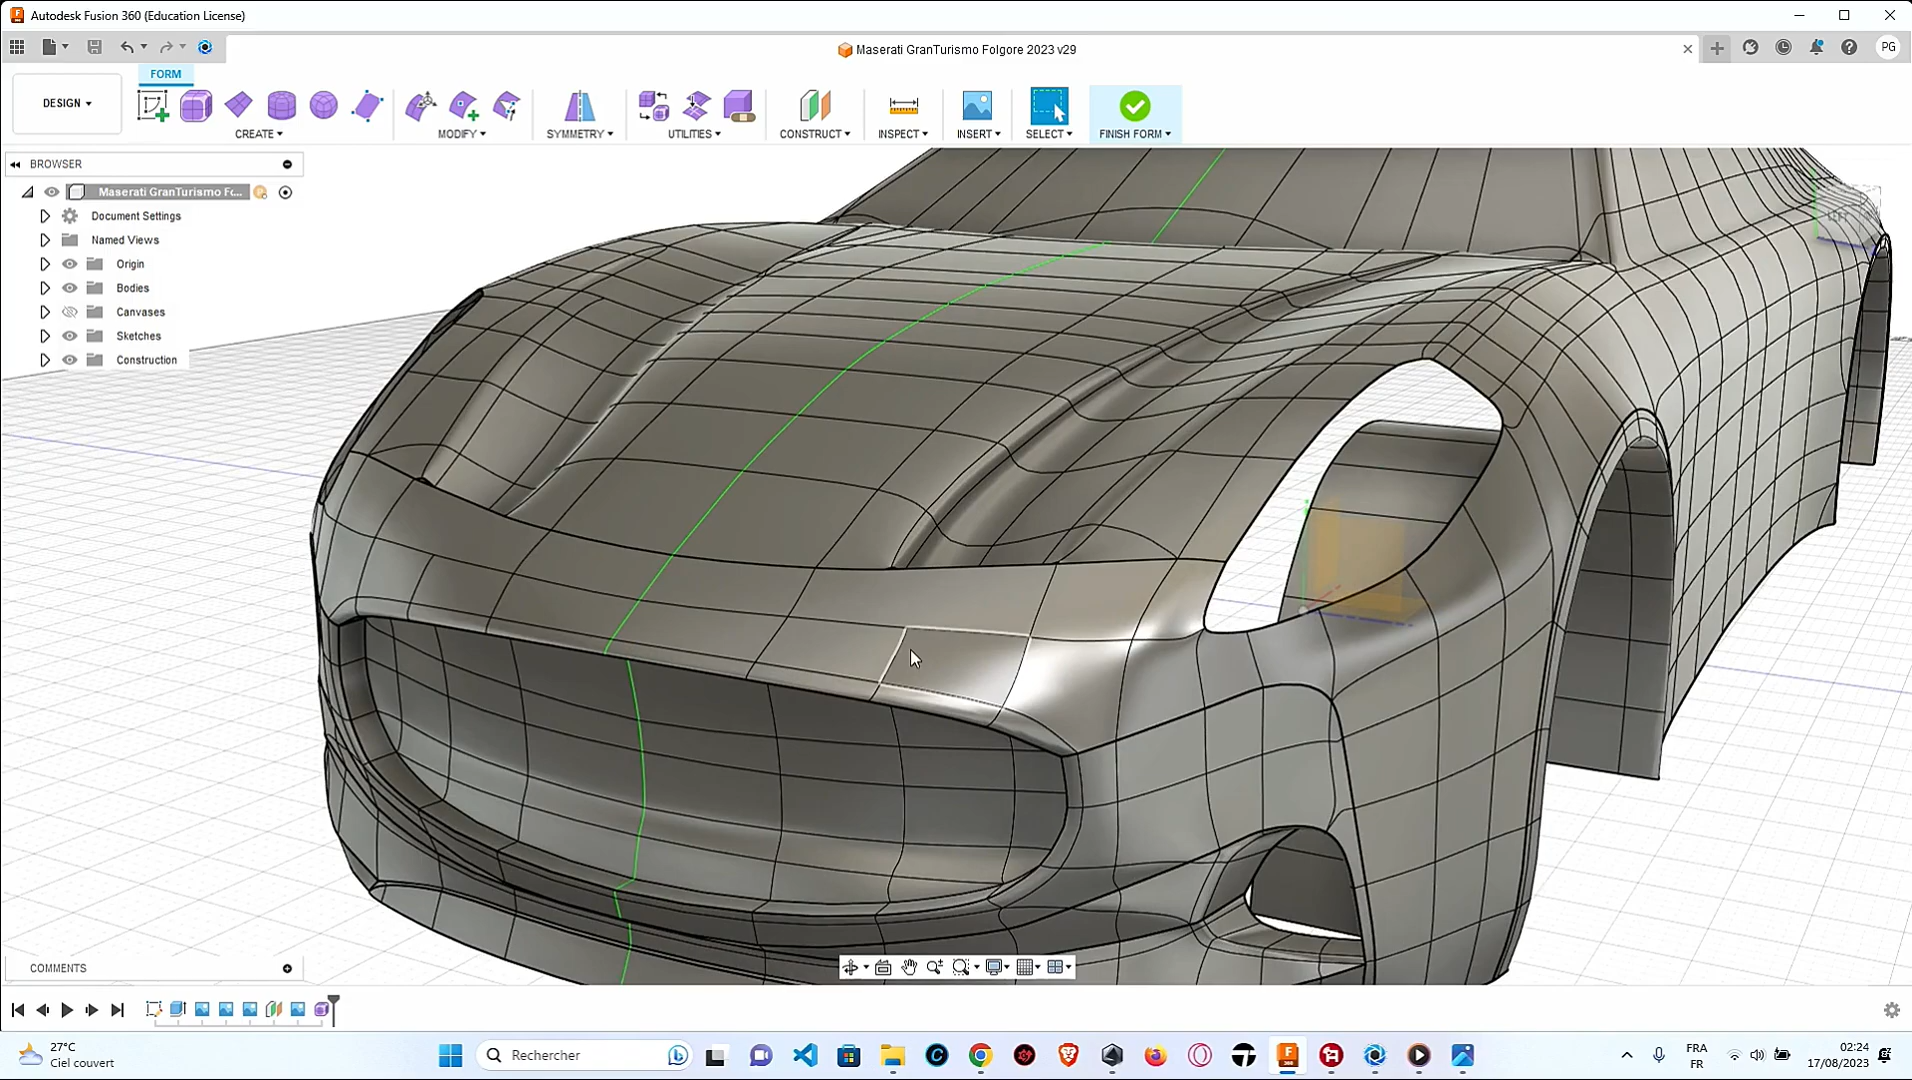 Autodesk Fusion 360 (Education License)
Maserati GranTurismo Folgore 2023 v29
PG
FORM
DESIGN
CREATE
MODIFY
SYMMETRY
UTILITIES
CONSTRUCT
INSPECT
INSERT
SELECT
FINISH FORM
BROWSER
Maserati GranTurismo F(...
Document Settings
Named Views
Origin
Bodies
Canvases
Sketches
Construction
COMMENTS
27°C
Ciel couvert
Rechercher
FRA
FR
02:24
17/08/2023